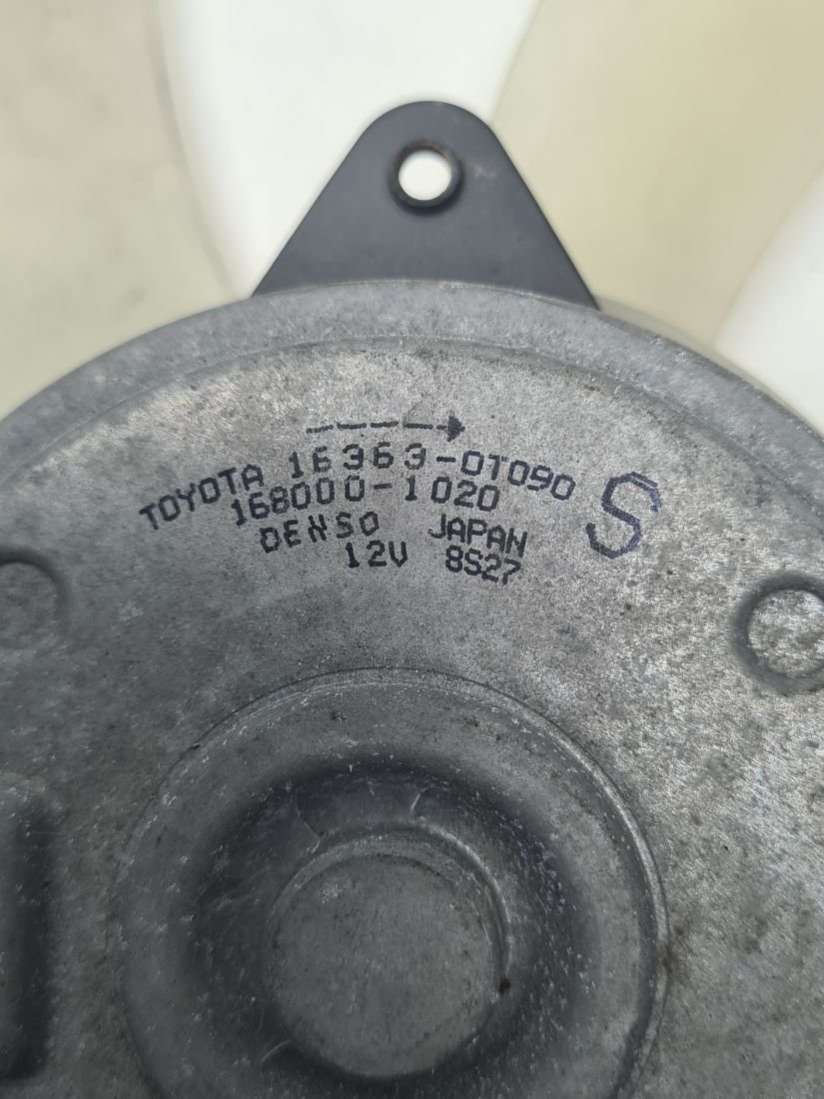 TOYOTA 16363-0T090 S
168000-1020
DENSO JAPAN
12V 8S27